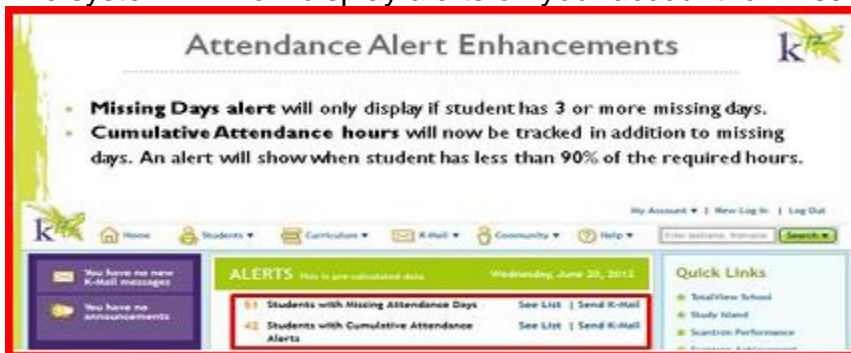 Attendance Alert Enhancements
k12
• Missing Days alert will only display if student has 3 or more missing days.
• Cumulative Attendance hours will now be tracked in addition to missing
days. An alert will show when student has less than 90% of the required hours.
My Account ▾ | New Log In | Log Out
k12 Home Students ▾ Curriculum ▾ K-Mail ▾ Community ▾ Help ▾ Search ▾
You have no new
K-Mail messages
You have no
announcements
ALERTS This is pre-calculated data Wednesday, June 20, 2012
51 Students with Missing Attendance Days See List | Send K-Mail
42 Students with Cumulative Attendance
Alerts See List | Send K-Mail
Quick Links
TotalView School
Study Island
Scantron Performance